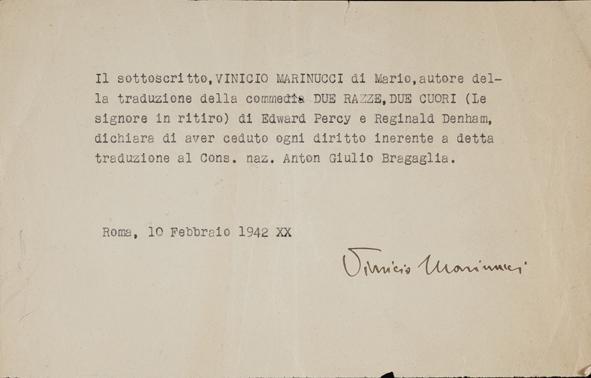 Il sottoscritto,VINICIO MARINUCCI di Mario,autore del-
la traduzione della commedia DUE RAZZE,DUE CUORI (Le
signore in ritiro) di Edward Percy e Reginald Denham,
dichiara di aver ceduto ogni diritto inerente a detta
traduzione al Cons. naz. Anton Giulio Bragaglia.
Roma, 10 Febbraio 1942 XX
Vinicio Marinucci